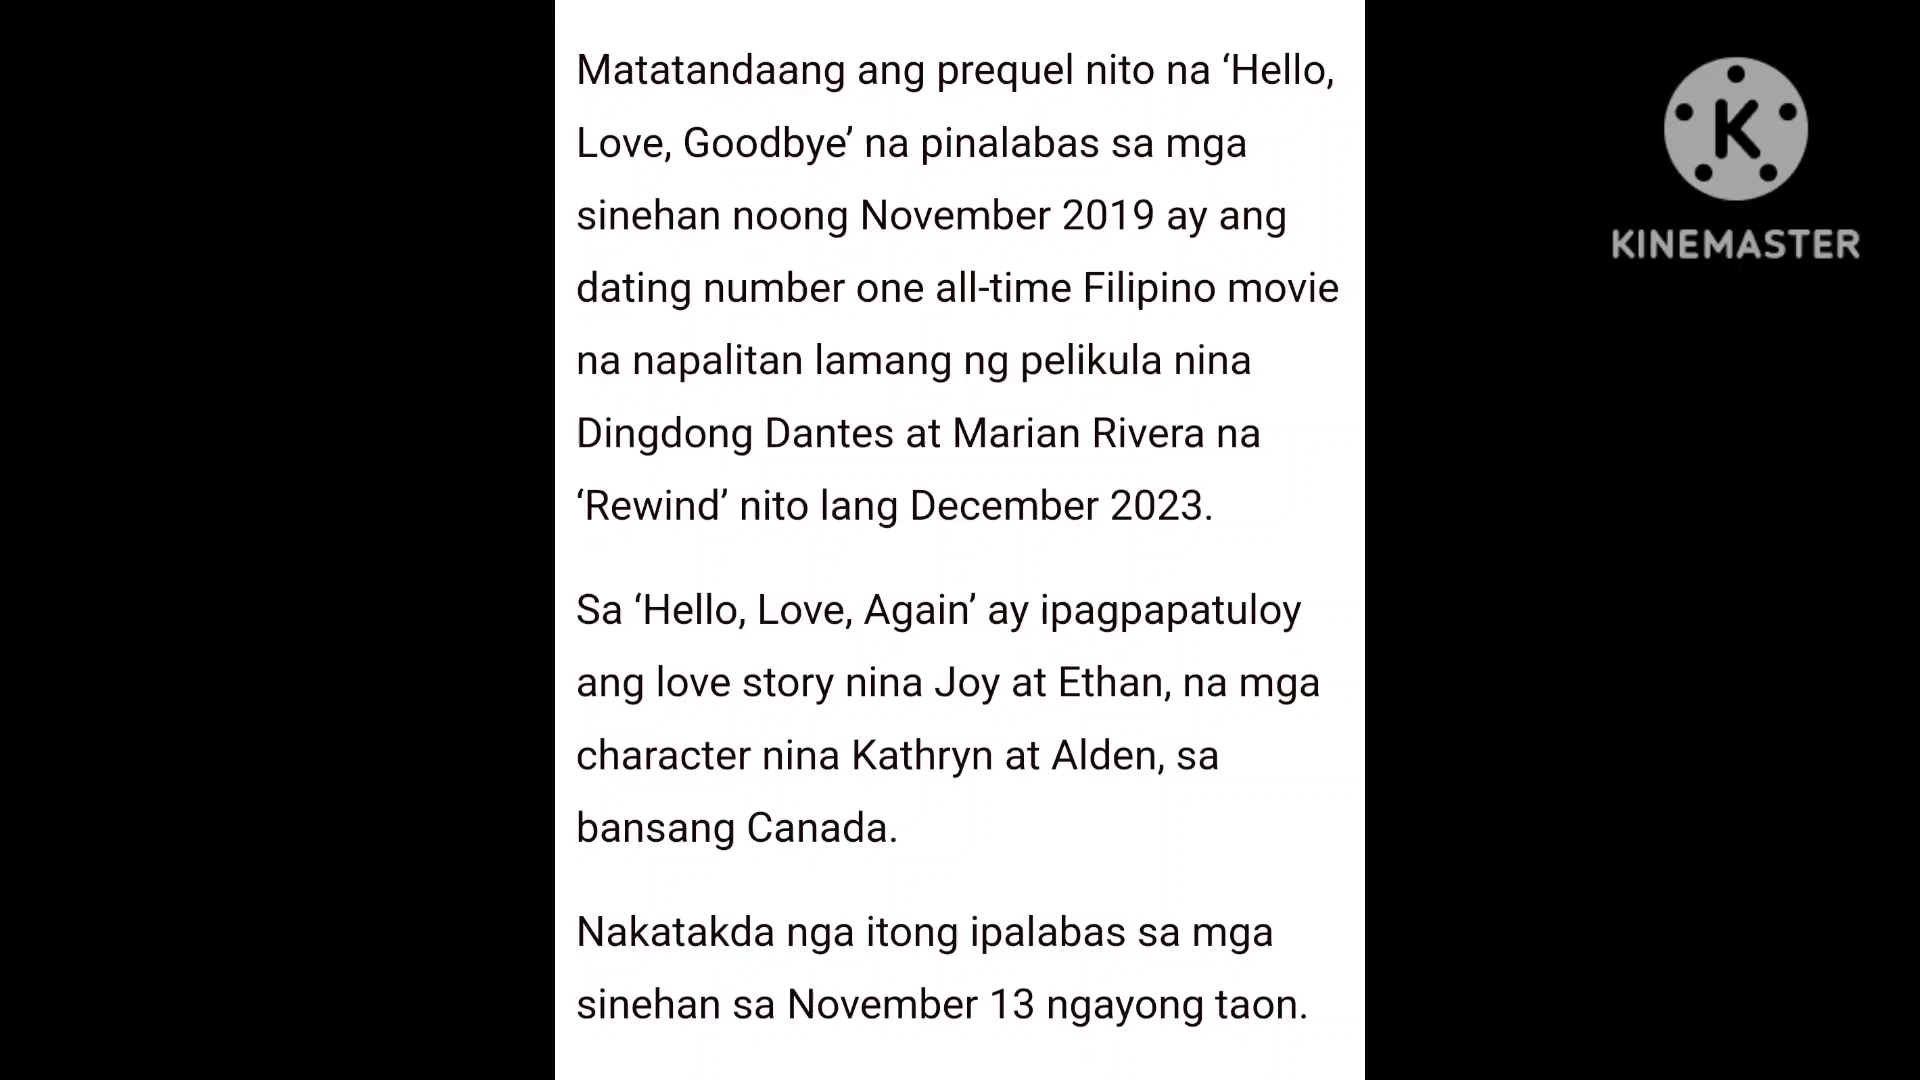 Matatandaang ang prequel nito na ‘Hello,
Love, Goodbye’ na pinalabas sa mga
sinehan noong November 2019 ay ang
dating number one all-time Filipino movie
na napalitan lamang ng pelikula nina
Dingdong Dantes at Marian Rivera na
‘Rewind’ nito lang December 2023.
Sa ‘Hello, Love, Again’ ay ipagpapatuloy
ang love story nina Joy at Ethan, na mga
character nina Kathryn at Alden, sa
bansang Canada.
Nakatakda nga itong ipalabas sa mga
sinehan sa November 13 ngayong taon.
K
KINEMASTER